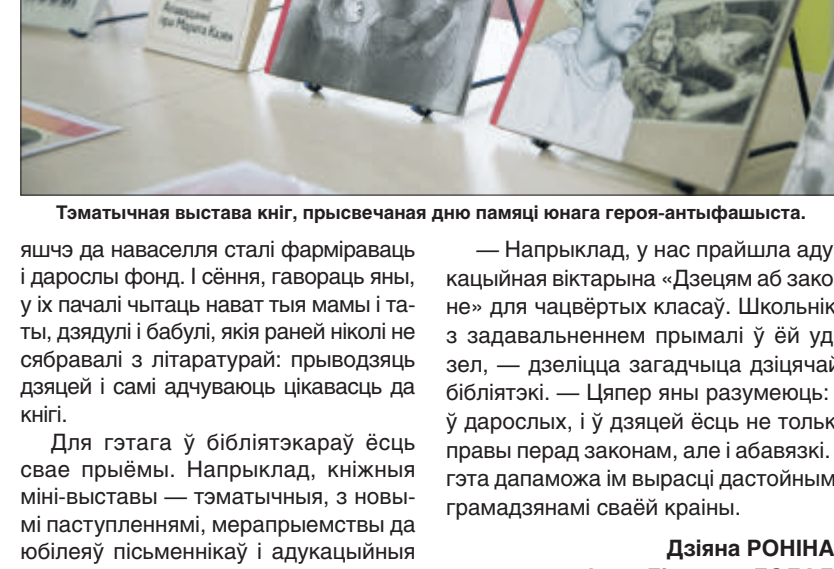 Апавяданні
пра Марата Казея
Тэматычная выстава кніг, прысвечаная дню памяці юнага героя-антыфашыста.
яшчэ да наваселля сталі фарміраваць
і дарослы фонд. І сёння, гавораць яны,
у іх пачалі чытаць нават тыя мамы і та-
ты, дзядулі і бабулі, якія раней ніколі не
сябравалі з літаратурай: прыводзяць
дзяцей і самі адчуваюць цікавасць да
кнігі.
Для гэтага ў бібліятэкараў ёсць
свае прыёмы. Напрыклад, кніжныя
міні-выставы — тэматычныя, з новы-
мі паступленнямі, мерапрыемствы да
юбілеяў пісьменнікаў і адукацыйныя
— Напрыклад, у нас прайшла аду
кацыйная віктарына «Дзецям аб зако
не» для чацвёртых класаў. Школьнік
з задавальненнем прымалі ў ёй уд
зел, — дзеліцца загадчыца дзіцячай
бібліятэкі. — Цяпер яны разумеюць:
ў дарослых, і ў дзяцей ёсць не тольк
правы перад законам, але і абавязкі.
гэта дапаможа ім вырасці дастойным
грамадзянамі сваёй краіны.
Дзіяна РОНІНА